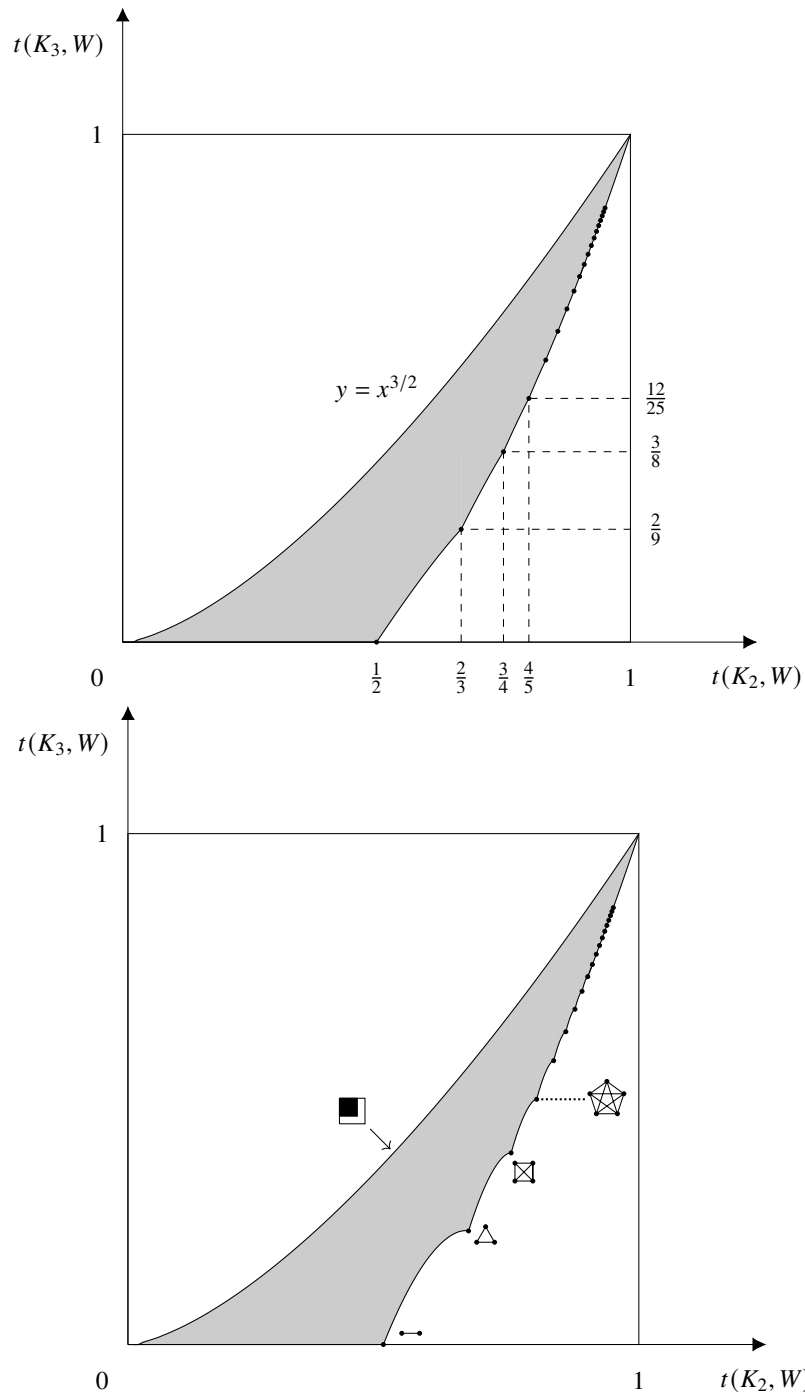 t(K₃, W)
1
y = x^{3/2}
12/25
3/8
2/9
0 1/2 2/3 3/4 4/5 1 t(K₂, W)
t(K₃, W)
1
0 1 t(K₂, W)